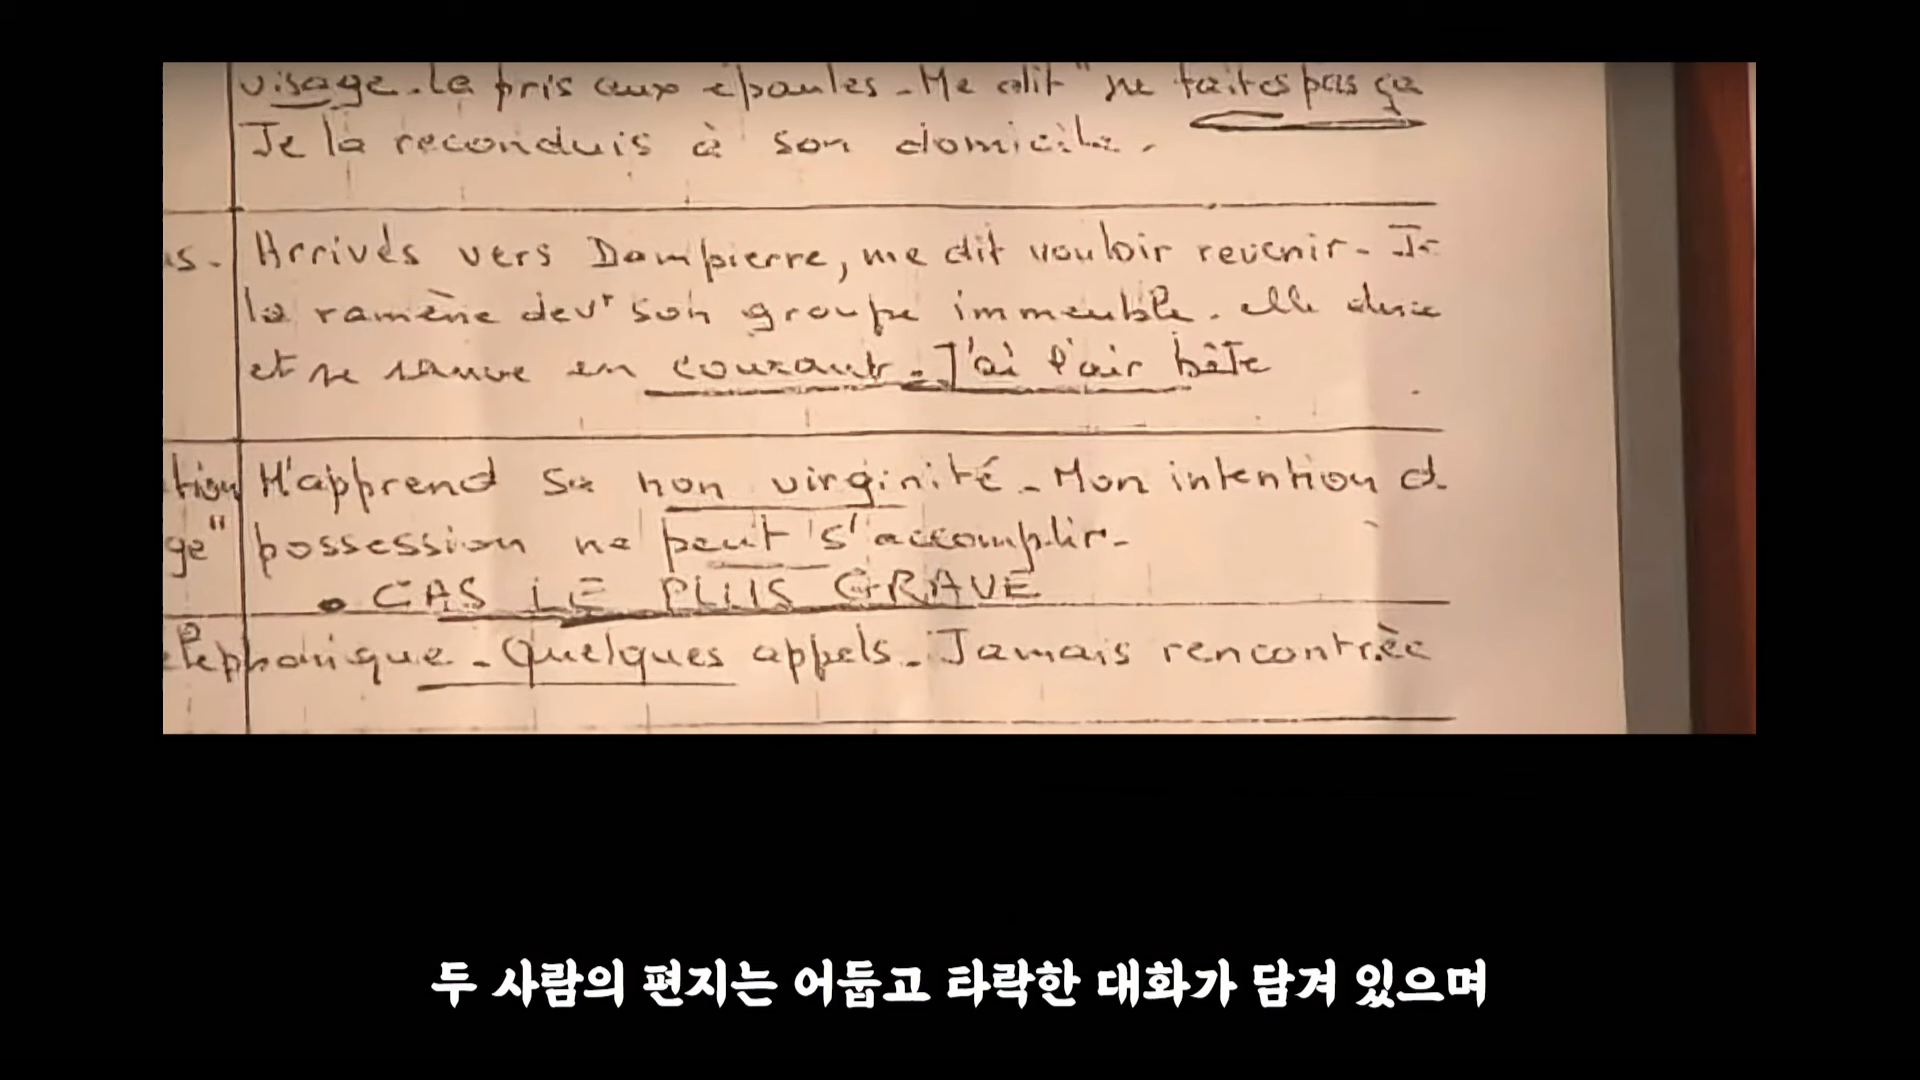 visage. La pris aux épaules - Me dit " ne faites pas ça
Je la reconduis à son domicile.
s. Arrivés vers Dampierre, me dit vouloir revenir - Je
la ramène devt son groupe immeuble. elle
et se sauve en courant. J'ai l'air bête
tion M'apprend sa non virginité - Mon intention d
ge" possession ne peut s'accomplir -
• CAS LE PLUS GRAVE
éléphonique - Quelques appels - Jamais rencontrée
두 사람의 편지는 어둡고 타락한 대화가 담겨 있으며